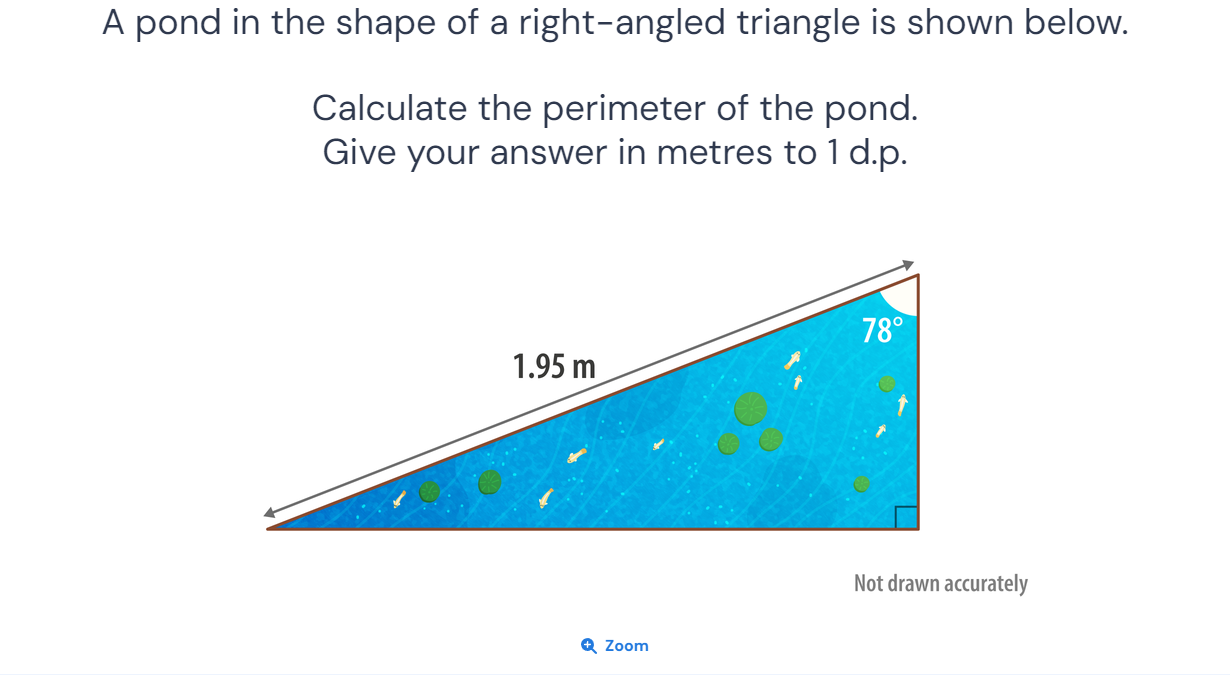 A pond in the shape of a right-angled triangle is shown below.
Calculate the perimeter of the pond.
Give your answer in metres to 1 d.p.
78°
1.95 m
Not drawn accurately
Zoom